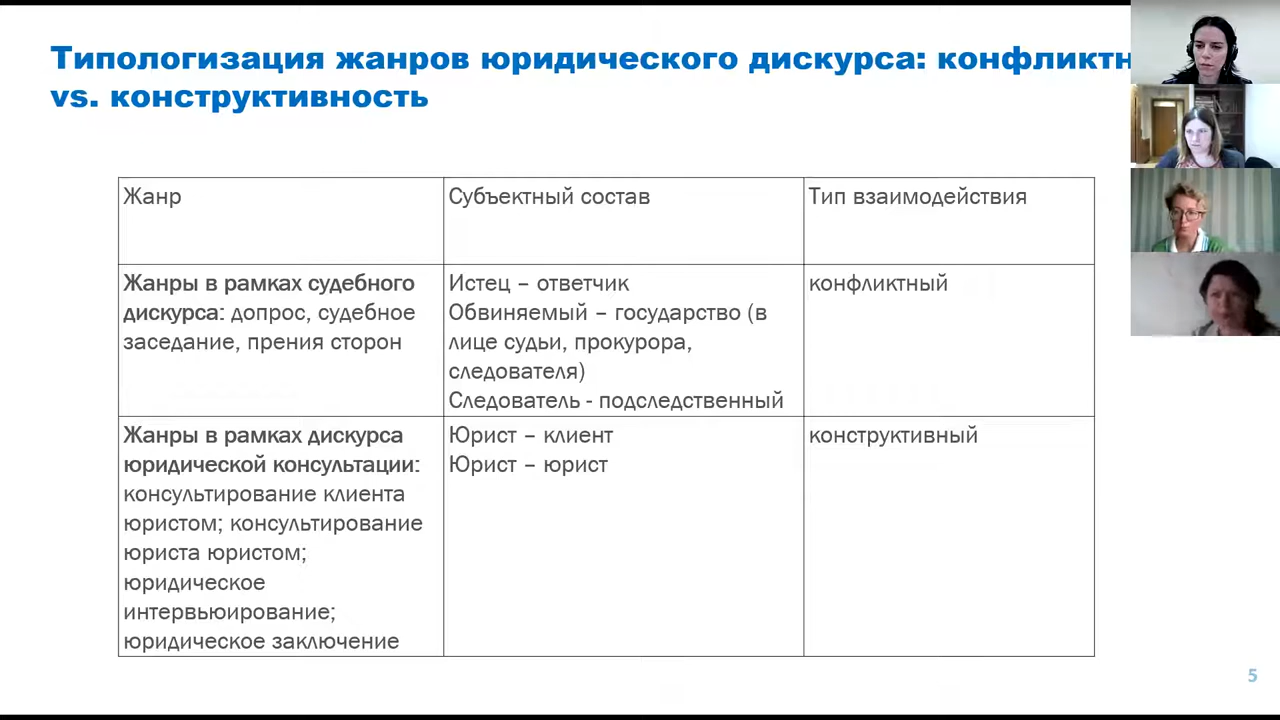 Типологизация жанров юридического дискурса: конфликтн
vs. конструктивность
Жанр
Субъектный состав
Тип взаимодействия
Жанры в рамках судебного
дискурса: допрос, судебное
заседание, прения сторон
Истец – ответчик
Обвиняемый – государство (в
лице судьи, прокурора,
следователя)
Следователь - подследственный
конфликтный
Жанры в рамках дискурса
юридической консультации:
консультирование клиента
юристом; консультирование
юриста юристом;
юридическое
интервьюирование;
юридическое заключение
Юрист – клиент
Юрист – юрист
конструктивный
5